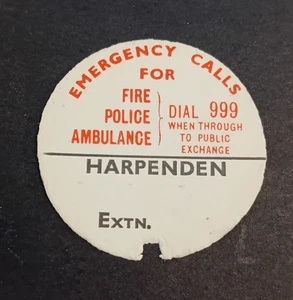 EMERGENCY CALLS
FOR
FIRE
POLICE
AMBULANCE
DIAL 999
WHEN THROUGH
TO PUBLIC
EXCHANGE
HARPENDEN
EXTN.